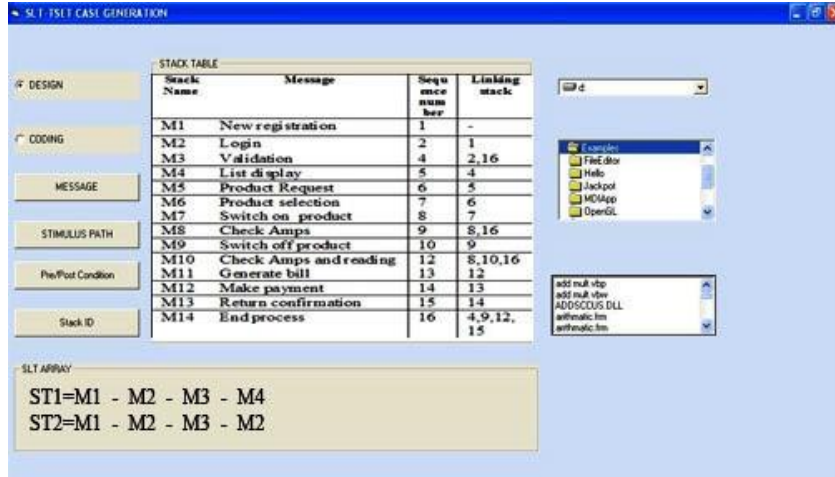 SLT-TSET CASE GENERATION
STACK TABLE
DESIGN
CODING
MESSAGE
STIMULUS PATH
Pre/Post Condition
Stack ID
Stack Name Message Sequ ence num ber Linking stack
M1 New registration 1 -
M2 Login 2 1
M3 Validation 4 2,16
M4 List display 5 4
M5 Product Request 6 5
M6 Product selection 7 6
M7 Switch on product 8 7
M8 Check Amps 9 8,16
M9 Switch off product 10 9
M10 Check Amps and reading 12 8,10,16
M11 Generate bill 13 12
M12 Make payment 14 13
M13 Return confirmation 15 14
M14 End process 16 4,9,12, 15
d:
Examples
FileEditor
Hello
Jackpot
MDIApp
OpenGL
add mult vbp
add mult vbw
ADDSCCUS.DLL
arithmatic.frm
arithmatic.frm
SLT ARRAY
ST1=M1 - M2 - M3 - M4
ST2=M1 - M2 - M3 - M2